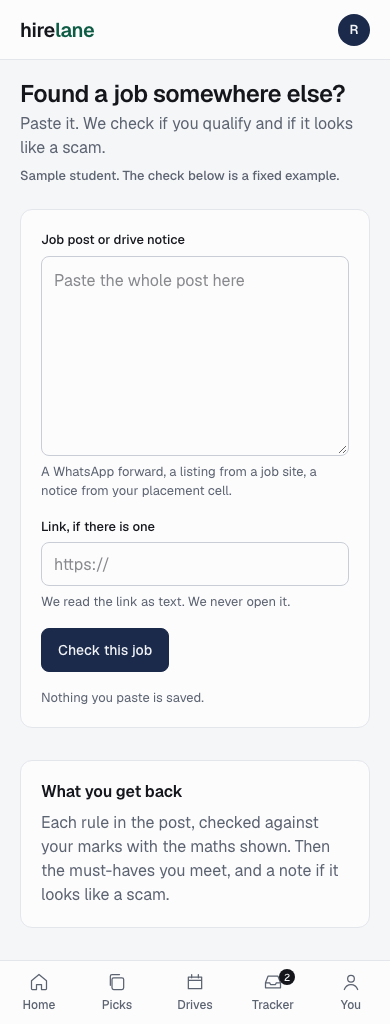 hirelane
R
Found a job somewhere else?
Paste it. We check if you qualify and if it looks
like a scam.
Sample student. The check below is a fixed example.
Job post or drive notice
Paste the whole post here
A WhatsApp forward, a listing from a job site, a
notice from your placement cell.
Link, if there is one
https://
We read the link as text. We never open it.
Check this job
Nothing you paste is saved.
What you get back
Each rule in the post, checked against
your marks with the maths shown. Then
the must-haves you meet, and a note if it
looks like a scam.
2
Home Picks Drives Tracker You